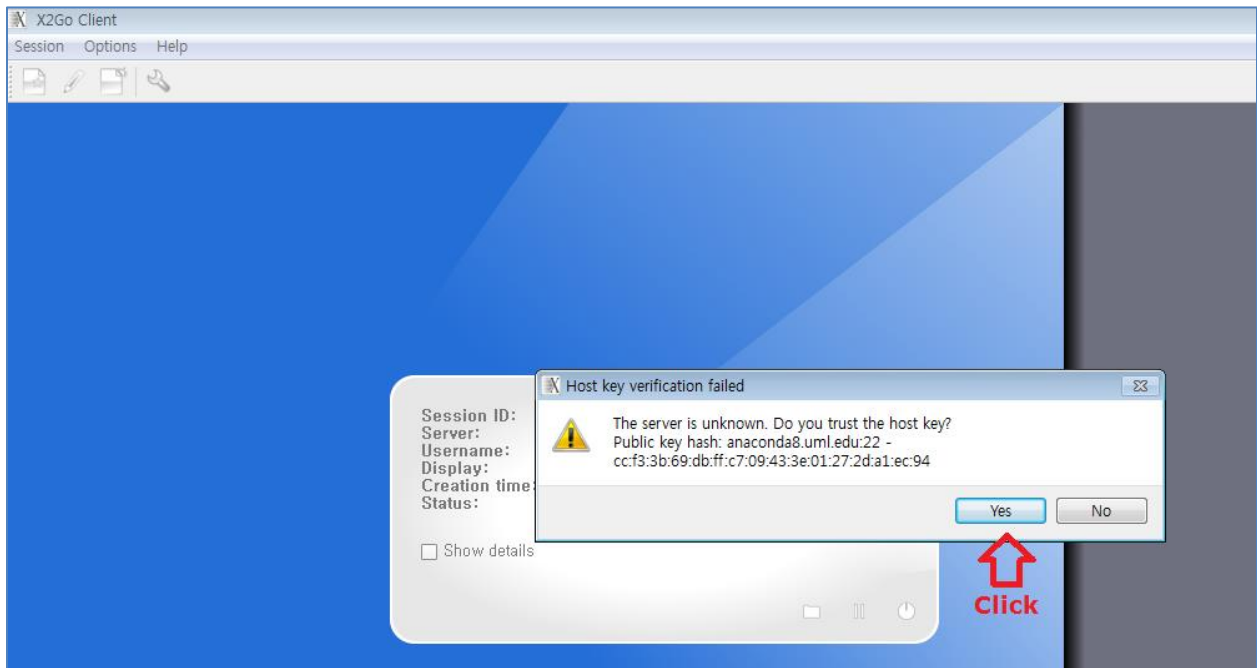 X2Go Client
Session Options Help
Session ID:
Server:
Username:
Display:
Creation time:
Status:
Show details
Host key verification failed
The server is unknown. Do you trust the host key?
Public key hash: anaconda8.uml.edu:22 -
cc:f3:3b:69:db:ff:c7:09:43:3e:01:27:2d:a1:ec:94
Yes No
Click